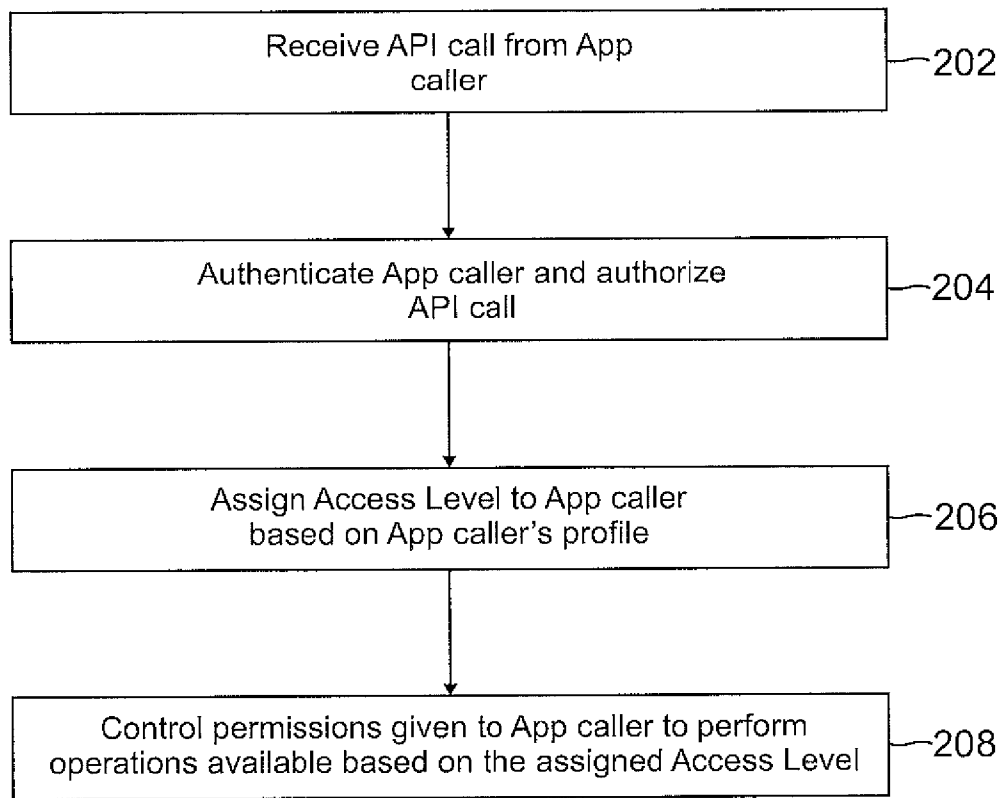 Receive API call from App
caller
202
Authenticate App caller and authorize
API call
204
Assign Access Level to App caller
based on App caller's profile
206
Control permissions given to App caller to perform
operations available based on the assigned Access Level
208